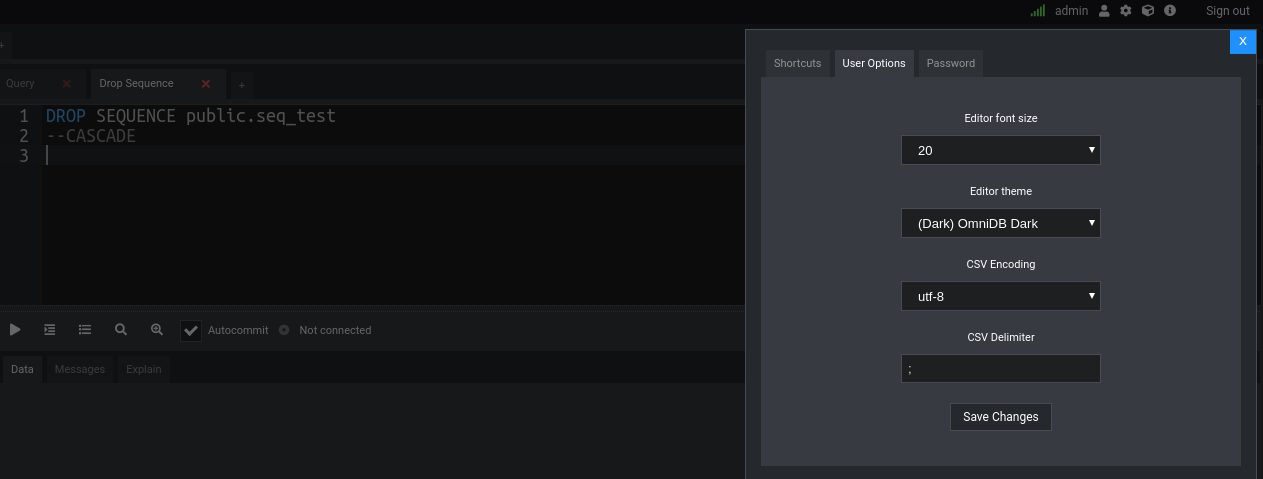 admin Sign out
+
X
Shortcuts User Options Password
Query Drop Sequence +
1 DROP SEQUENCE public.seq_test
2 --CASCADE
3
Editor font size
20
Editor theme
(Dark) OmniDB Dark
CSV Encoding
utf-8
CSV Delimiter
;
Save Changes
Autocommit Not connected
Data Messages Explain